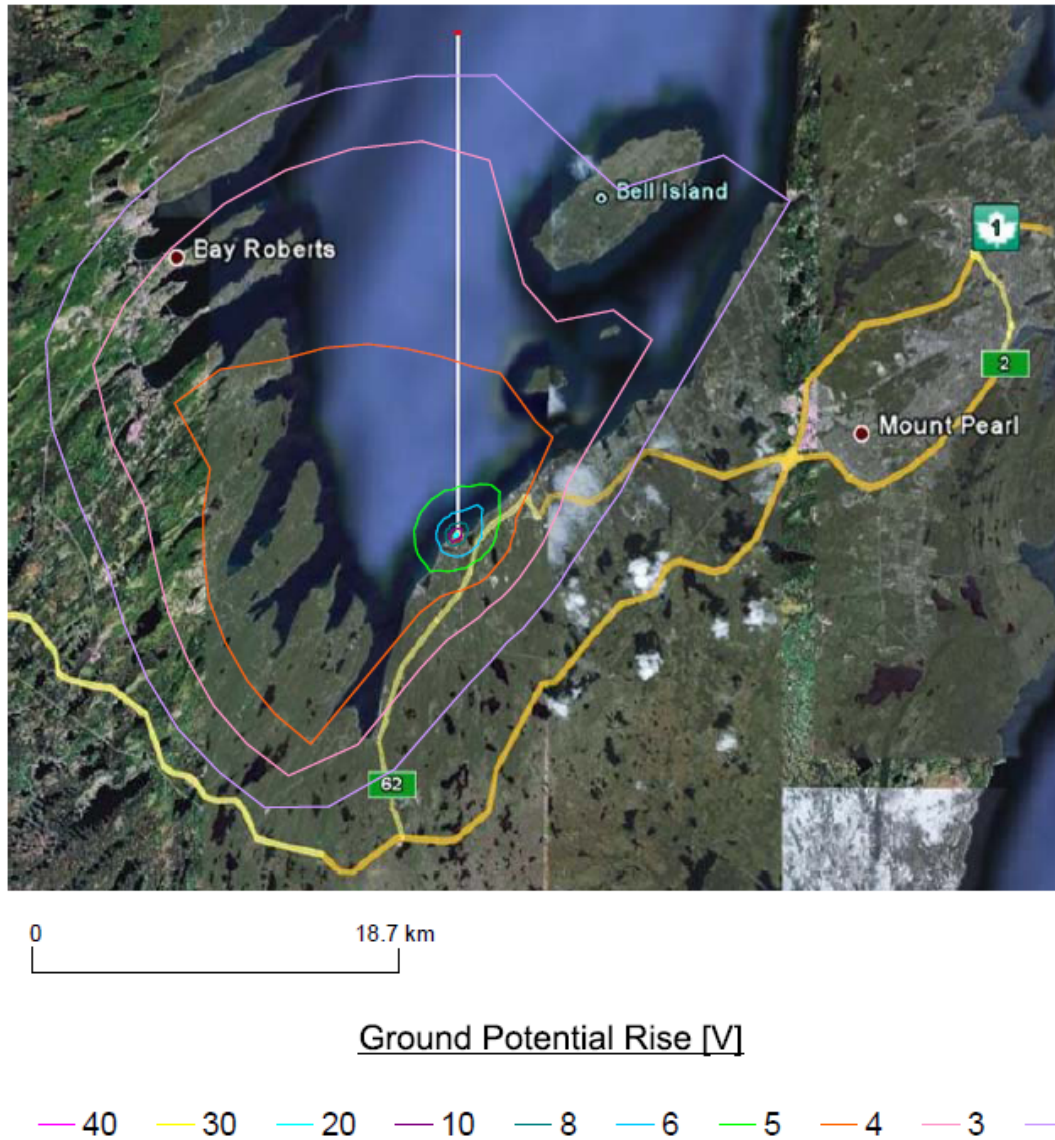 Bell Island
1
Bay Roberts
2
Mount Pearl
62
0 18.7 km
Ground Potential Rise [V]
40 30 20 10 8 6 5 4 3